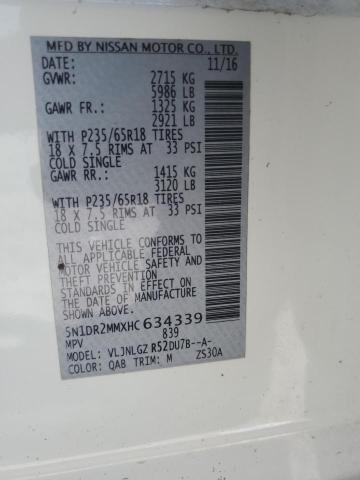 MFD BY NISSAN MOTOR CO., LTD.
DATE: 11/16
GVWR: 2715 KG
5986 LB
GAWR FR.: 1325 KG
2921 LB
WITH P235/65R18 TIRES
18 X 7.5 RIMS AT 33 PSI
COLD SINGLE
GAWR RR.: 1415 KG
3120 LB
WITH P235/65R18 TIRES
18 X 7.5 RIMS AT 33 PSI
COLD SINGLE
THIS VEHICLE CONFORMS TO
ALL APPLICABLE FEDERAL
MOTOR VEHICLE SAFETY AND
THEFT PREVENTION
STANDARDS IN EFFECT ON
THE DATE OF MANUFACTURE
SHOWN ABOVE.
5N1DR2MMXHC634339
MPV 839
MODEL: VLJNLGZ R52DU7B--A-
COLOR: QAB TRIM: M ZS30A